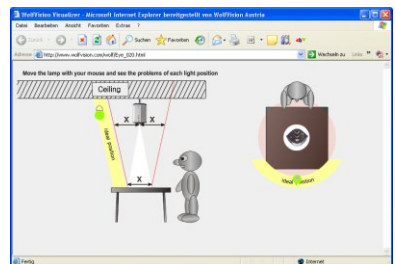 WolfVision Visualizer - Microsoft Internet Explorer bereitgestellt von WolfVision Austria
Datei Bearbeiten Ansicht Favoriten Extras ?
Suchen Favoriten
http://www.wolfvision.com/wolf/Eye_020.html Wechseln zu Links »
Move the lamp with your mouse and see the problems of each light position
Ceiling
X X
Ideal position
X
Ideal position
Fertig Internet